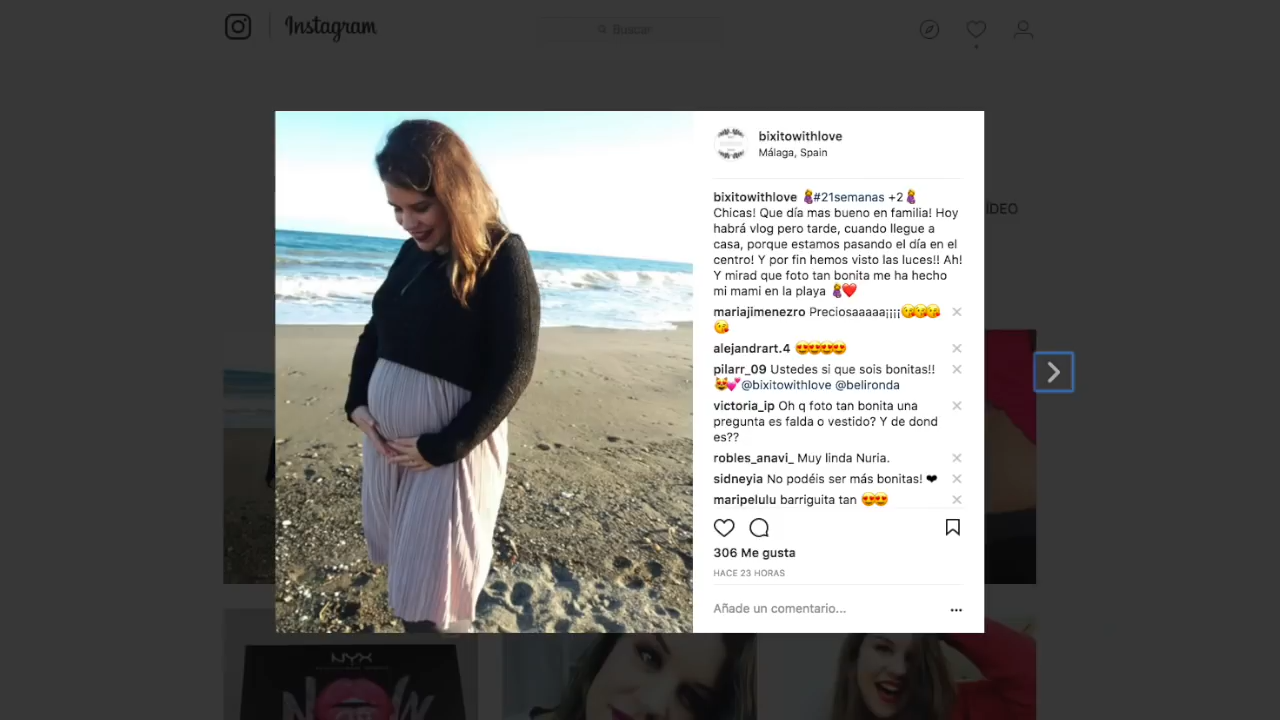 Instagram
Buscar
bixitowithlove
Málaga, Spain
bixitowithlove 🤰#21semanas +2🤰
Chicas! Que día mas bueno en familia! Hoy
habrá vlog pero tarde, cuando llegue a
casa, porque estamos pasando el día en el
centro! Y por fin hemos visto las luces!! Ah!
Y mirad que foto tan bonita me ha hecho
mi mami en la playa 🤰❤️
mariajimenezro Preciosaaaaa¡¡¡¡😘😘😘
😘
alejandrart.4 😍😍😍😍
pilarr_09 Ustedes si que sois bonitas!!
😻💕@bixitowithlove @belironda
victoria_ip Oh q foto tan bonita una
pregunta es falda o vestido? Y de dond
es??
robles_anavi_ Muy linda Nuria.
sidneyia No podéis ser más bonitas! ❤
maripelulu barriguita tan 😍😍
306 Me gusta
HACE 23 HORAS
Añade un comentario...
ÍDEO
NYX